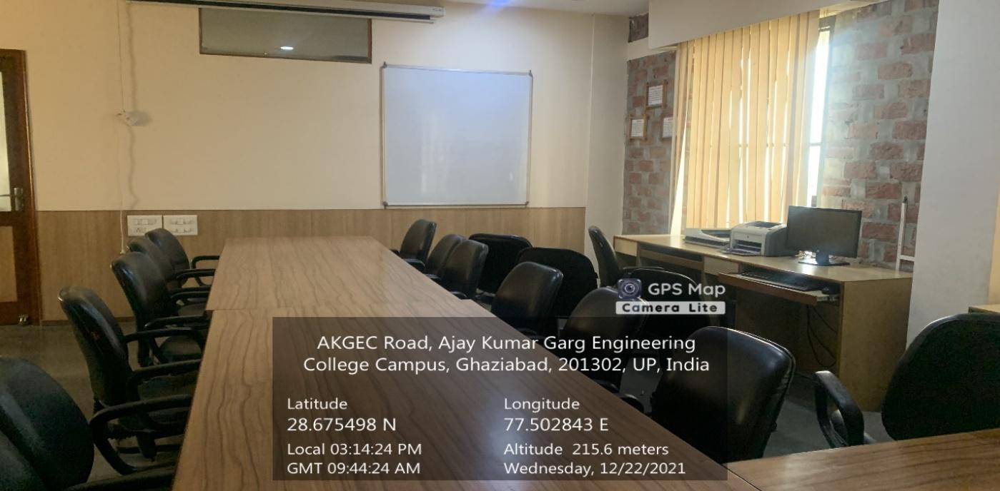 GPS Map
Camera Lite
AKGEC Road, Ajay Kumar Garg Engineering
College Campus, Ghaziabad, 201302, UP, India
Latitude
28.675498 N
Longitude
77.502843 E
Local 03:14:24 PM
GMT 09:44:24 AM
Altitude 215.6 meters
Wednesday, 12/22/2021